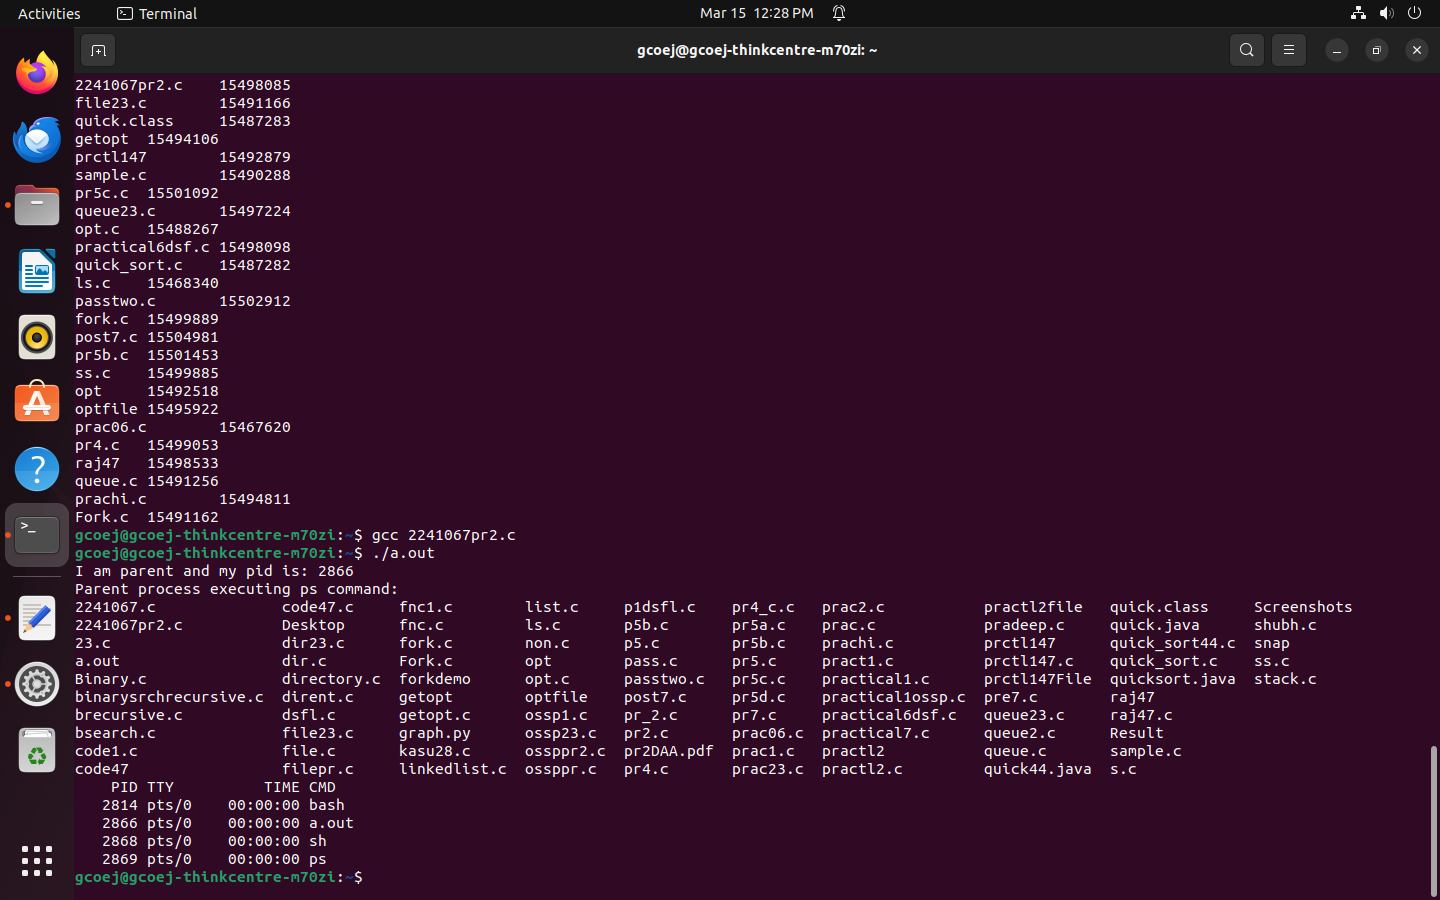 Activities Terminal Mar 15 12:28 PM
gcoej@gcoej-thinkcentre-m70zi: ~
2241067pr2.c 15498085
file23.c 15491166
quick.class 15487283
getopt 15494106
prctl147 15492879
sample.c 15490288
pr5c.c 15501092
queue23.c 15497224
opt.c 15488267
practical6dsf.c 15498098
quick_sort.c 15487282
ls.c 15468340
passtwo.c 15502912
fork.c 15499889
post7.c 15504981
pr5b.c 15501453
ss.c 15499885
opt 15492518
optfile 15495922
prac06.c 15467620
pr4.c 15499053
raj47 15498533
queue.c 15491256
prachi.c 15494811
Fork.c 15491162
gcoej@gcoej-thinkcentre-m70zi:~$ gcc 2241067pr2.c
gcoej@gcoej-thinkcentre-m70zi:~$ ./a.out
I am parent and my pid is: 2866
Parent process executing ps command:
2241067.c code47.c fnc1.c list.c p1dsfl.c pr4_c.c prac2.c practl2file quick.class Screenshots
2241067pr2.c Desktop fnc.c ls.c p5b.c pr5a.c prac.c pradeep.c quick.java shubh.c
23.c dir23.c fork.c non.c p5.c pr5b.c prachi.c prctl147 quick_sort44.c snap
a.out dir.c Fork.c opt pass.c pr5.c pract1.c prctl147.c quick_sort.c ss.c
Binary.c directory.c forkdemo opt.c passtwo.c pr5c.c practical1.c prctl147File quicksort.java stack.c
binarysrchrecursive.c dirent.c getopt optfile post7.c pr5d.c practical1ossp.c pre7.c raj47
brecursive.c dsfl.c getopt.c ossp1.c pr_2.c pr7.c practical6dsf.c queue23.c raj47.c
bsearch.c file23.c graph.py ossp23.c pr2.c prac06.c practical7.c queue2.c Result
code1.c file.c kasu28.c ossppr2.c pr2DAA.pdf prac1.c practl2 queue.c sample.c
code47 filepr.c linkedlist.c ossppr.c pr4.c prac23.c practl2.c quick44.java s.c
PID TTY TIME CMD
2814 pts/0 00:00:00 bash
2866 pts/0 00:00:00 a.out
2868 pts/0 00:00:00 sh
2869 pts/0 00:00:00 ps
gcoej@gcoej-thinkcentre-m70zi:~$